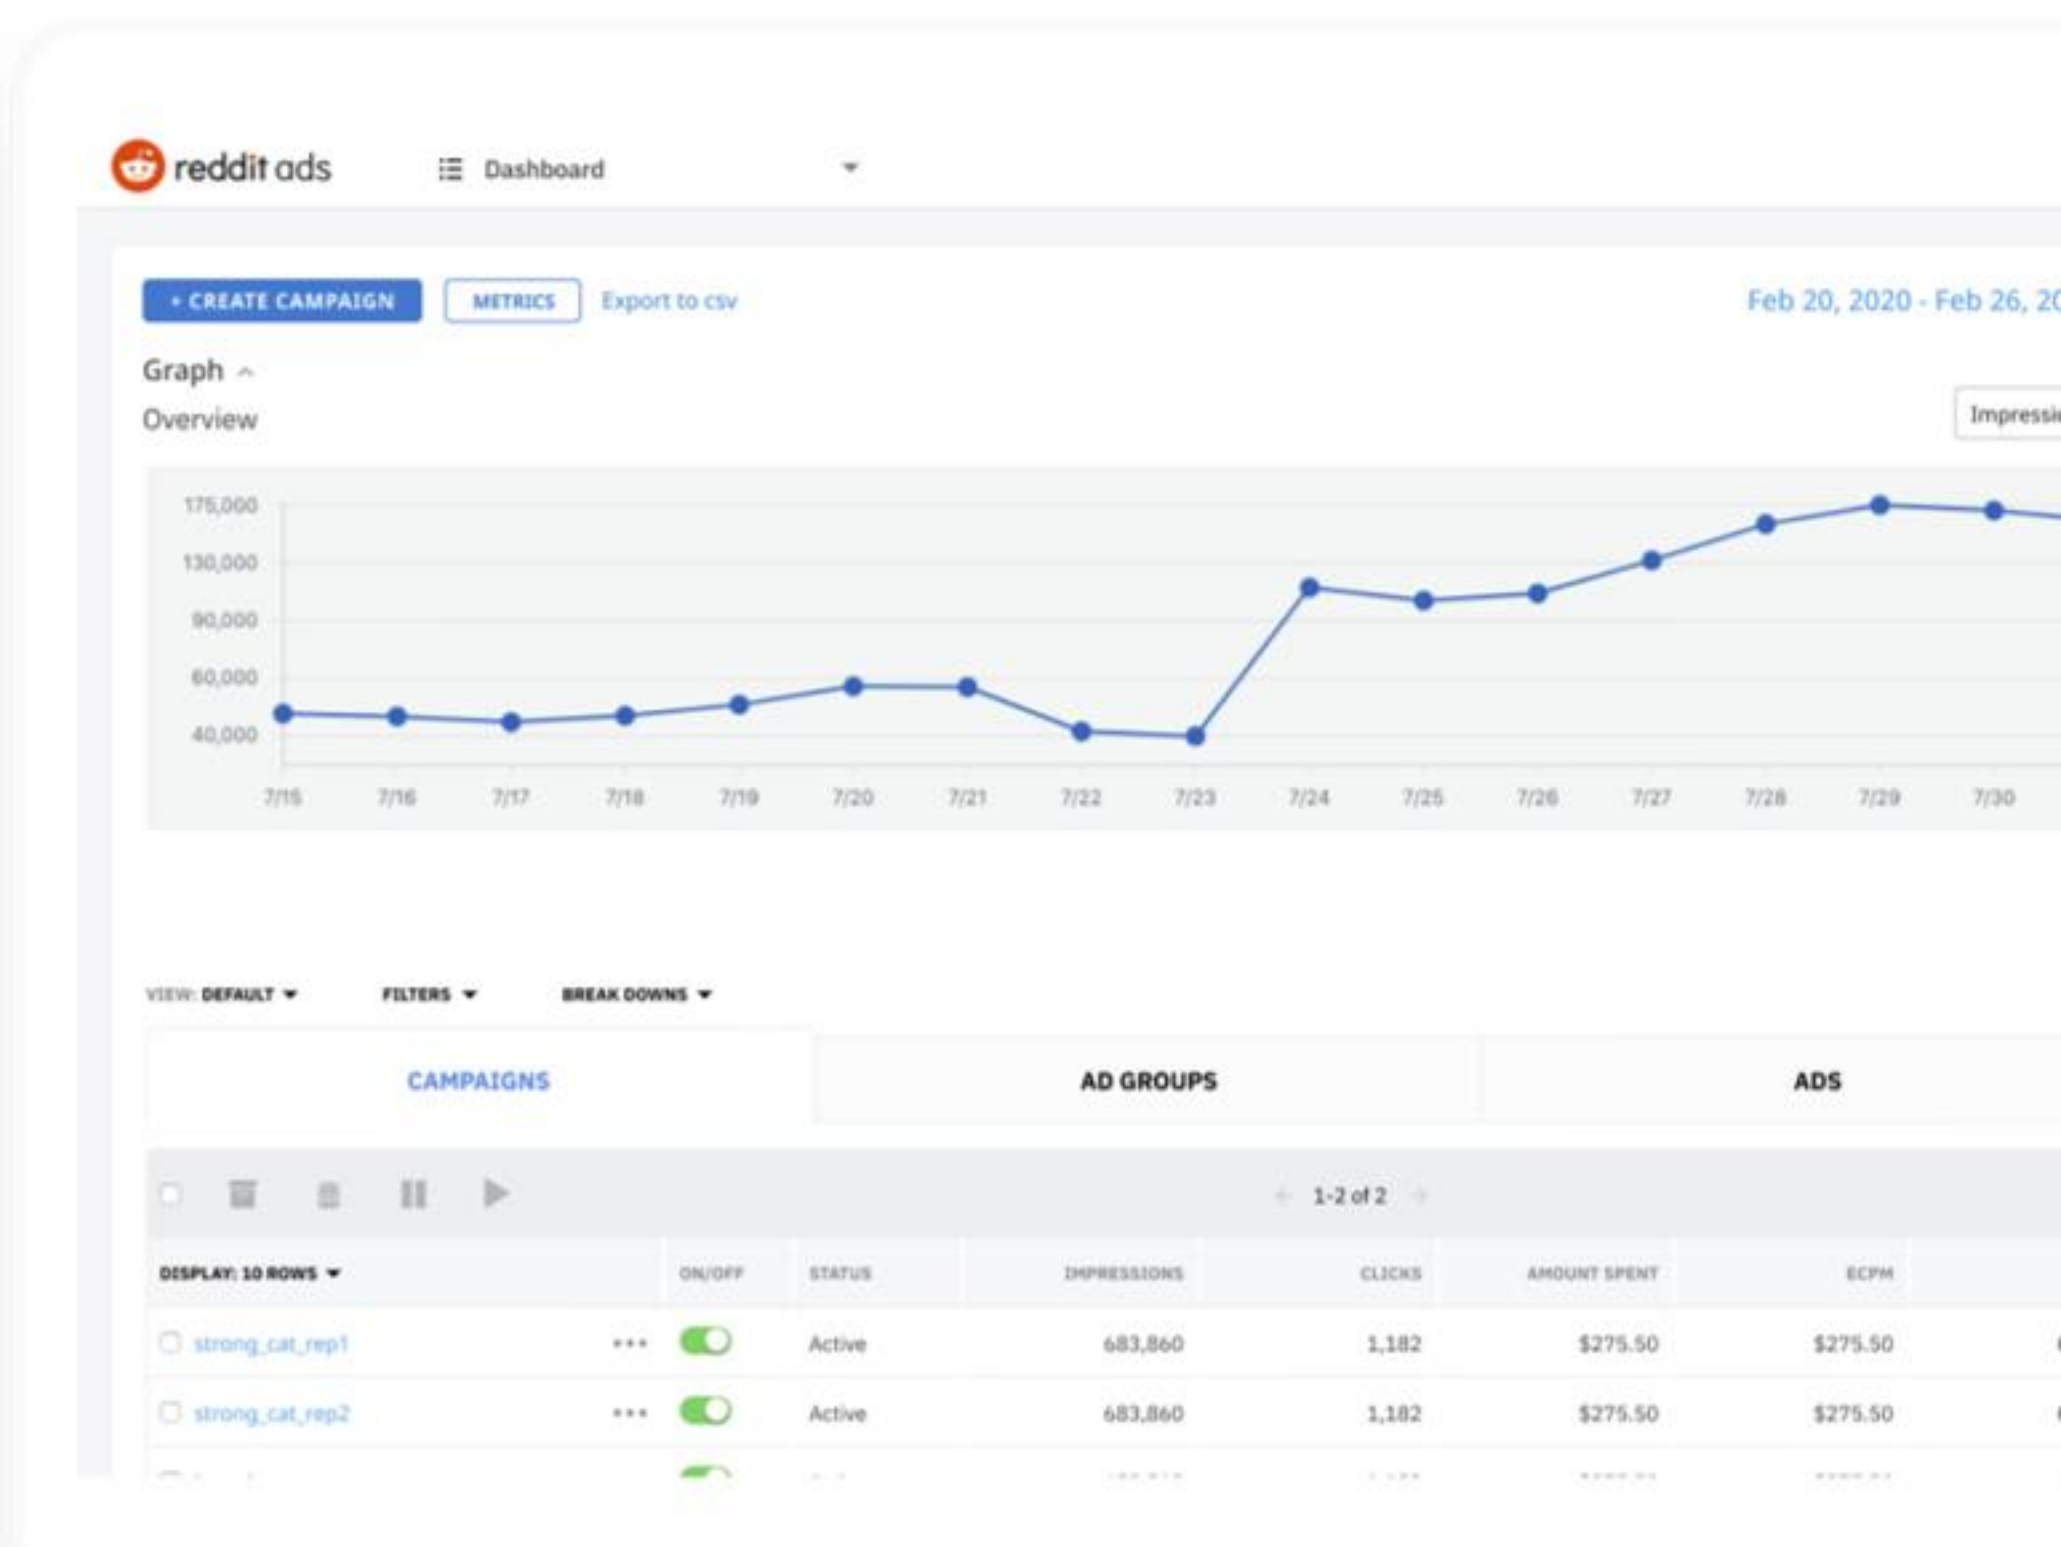 reddit ads Dashboard
+ CREATE CAMPAIGN METRICS Export to csv Feb 20, 2020 - Feb 26, 20
Graph
Overview Impressi
175,000
130,000
90,000
60,000
40,000
7/15 7/16 7/17 7/18 7/19 7/20 7/21 7/22 7/23 7/24 7/25 7/26 7/27 7/28 7/29 7/30
VIEW: DEFAULT FILTERS BREAK DOWNS
CAMPAIGNS AD GROUPS ADS
1-2 of 2
DISPLAY: 10 ROWS ON/OFF STATUS IMPRESSIONS CLICKS AMOUNT SPENT ECPM
strong_cat_rep1 Active 683,860 1,182 $275.50 $275.50
strong_cat_rep2 Active 683,860 1,182 $275.50 $275.50